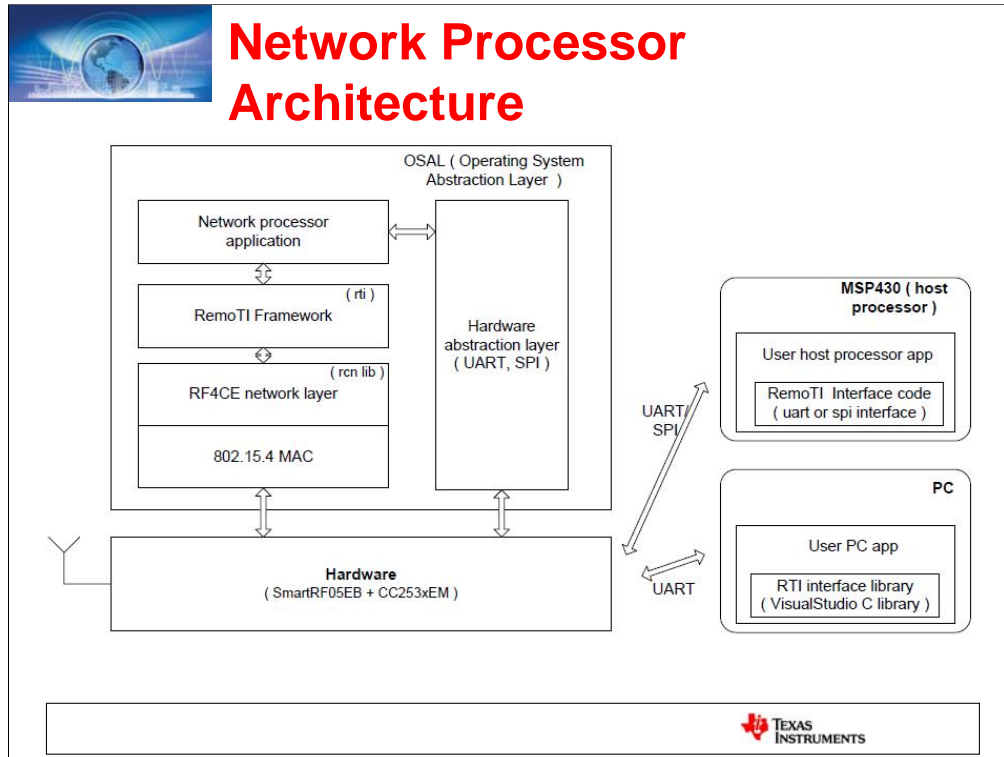 Network Processor
Architecture
OSAL ( Operating System
Abstraction Layer )
Network processor
application
( rti )
RemoTI Framework
( rcn lib )
RF4CE network layer
802.15.4 MAC
Hardware
abstraction layer
( UART, SPI )
Hardware
( SmartRF05EB + CC253xEM )
UART/
SPI
UART
MSP430 ( host
processor )
User host processor app
RemoTI Interface code
( uart or spi interface )
PC
User PC app
RTI interface library
( VisualStudio C library )
TEXAS
INSTRUMENTS